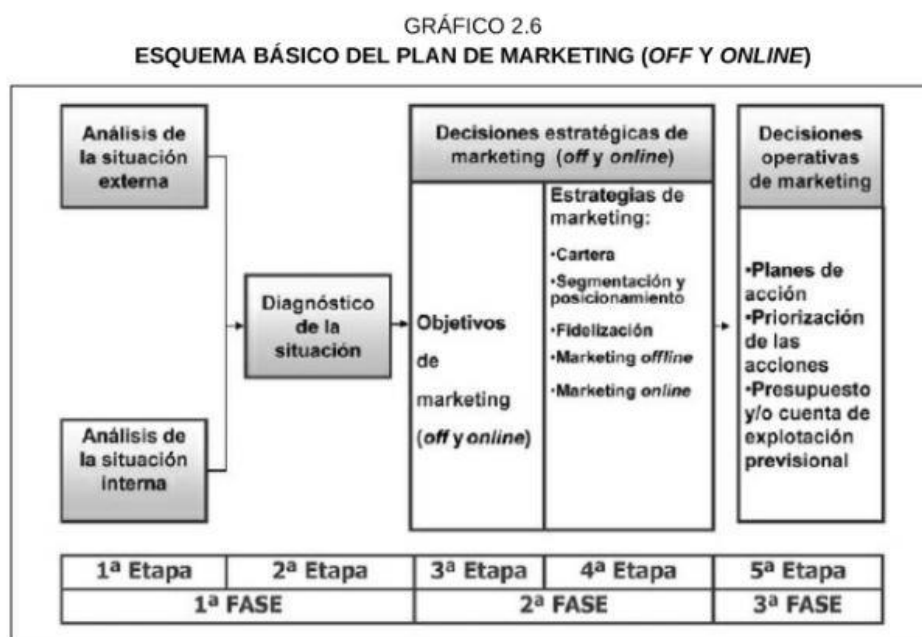 GRÁFICO 2.6
ESQUEMA BÁSICO DEL PLAN DE MARKETING (OFF Y ONLINE)
Análisis de
la situación
externa
Análisis de
la situación
interna
Diagnóstico
de la
situación
Decisiones estratégicas de
marketing (off y online)
Objetivos
de
marketing
(off y online)
Estrategias de
marketing:
•Cartera
•Segmentación y
posicionamiento
•Fidelización
•Marketing offline
•Marketing online
Decisiones
operativas
de marketing
•Planes de
acción
•Priorización
de las
acciones
•Presupuesto
y/o cuenta de
explotación
previsional
1ª Etapa 2ª Etapa 3ª Etapa 4ª Etapa 5ª Etapa
1ª FASE 2ª FASE 3ª FASE